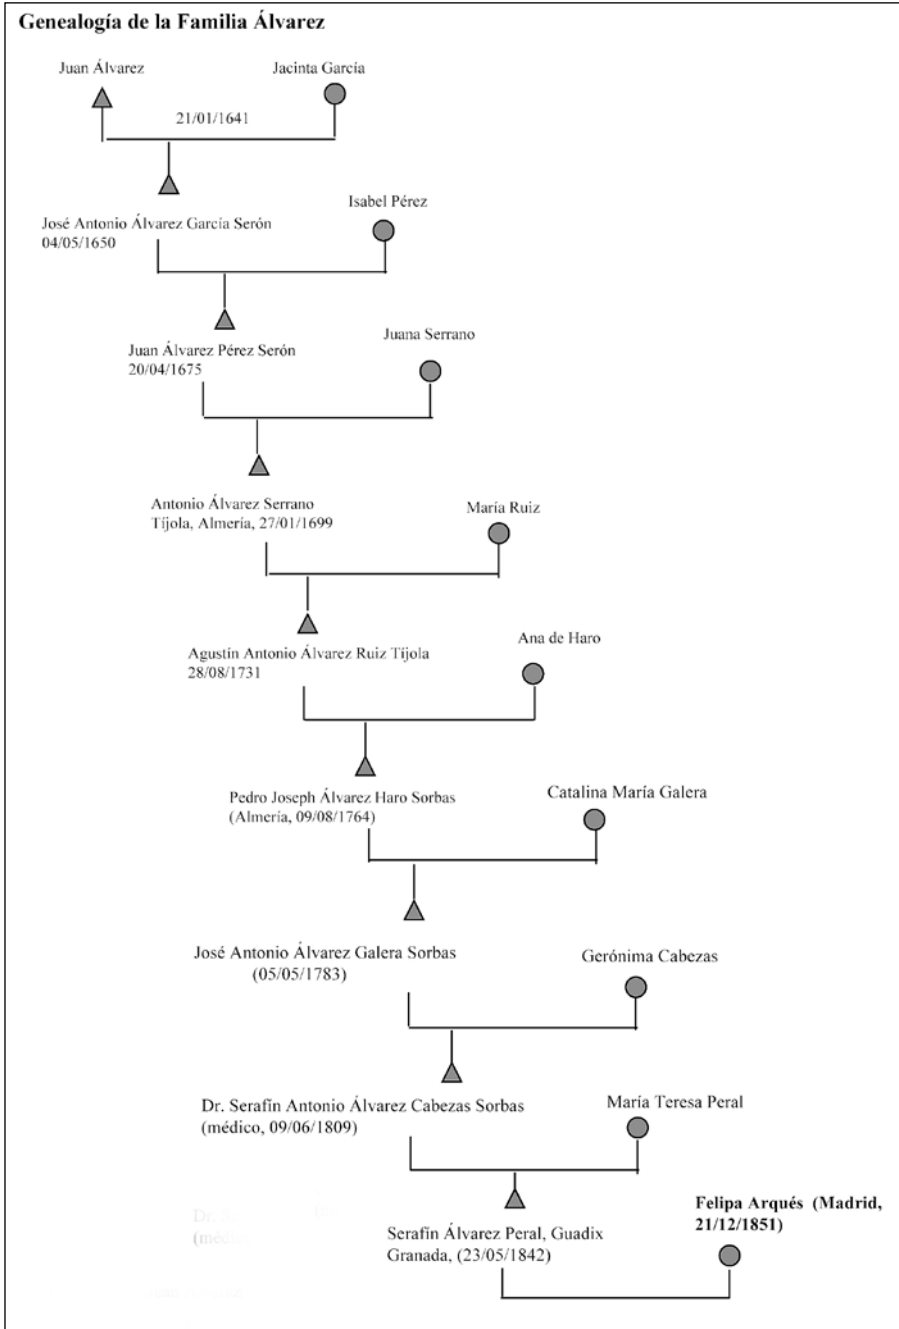 Genealogía de la Familia Álvarez
Juan Álvarez
Jacinta García
21/01/1641
Isabel Pérez
José Antonio Álvarez García Serón
04/05/1650
Juana Serrano
Juan Álvarez Pérez Serón
20/04/1675
Antonio Álvarez Serrano
Tíjola, Almería, 27/01/1699
María Ruiz
Ana de Haro
Agustín Antonio Álvarez Ruiz Tíjola
28/08/1731
Catalina María Galera
Pedro Joseph Álvarez Haro Sorbas
(Almería, 09/08/1764)
José Antonio Álvarez Galera Sorbas
(05/05/1783)
Gerónima Cabezas
Dr. Serafín Antonio Álvarez Cabezas Sorbas
(médico, 09/06/1809)
María Teresa Peral
Felipa Arqués (Madrid,
21/12/1851)
Serafín Álvarez Peral, Guadix
Granada, (23/05/1842)